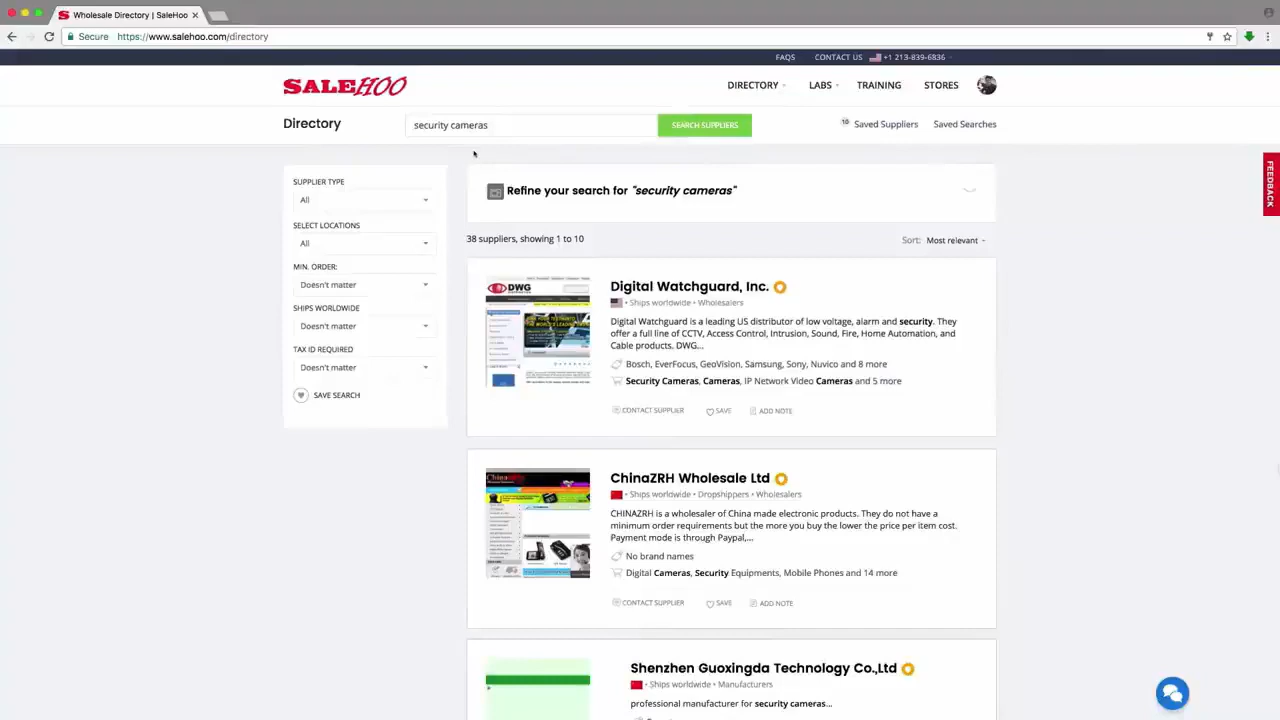 Wholesale Directory | SaleHoo
Secure https://www.salehoo.com/directory
FAQS CONTACT US +1 213-839-6836
SALEHOO
DIRECTORY LABS TRAINING STORES
Directory
security cameras
SEARCH SUPPLIERS
10 Saved Suppliers Saved Searches
FEEDBACK
SUPPLIER TYPE
All
SELECT LOCATIONS
All
MIN. ORDER:
Doesn't matter
SHIPS WORLDWIDE
Doesn't matter
TAX ID REQUIRED
Doesn't matter
SAVE SEARCH
Refine your search for "security cameras"
38 suppliers, showing 1 to 10
Sort: Most relevant
DWG
Digital Watchguard, Inc.
• Ships worldwide • Wholesalers
Digital Watchguard is a leading US distributor of low voltage, alarm and security. They
offer a full line of CCTV, Access Control, Intrusion, Sound, Fire, Home Automation, and
Cable products. DWG...
Bosch, EverFocus, GeoVision, Samsung, Sony, Nuvico and 8 more
Security Cameras, Cameras, IP Network Video Cameras and 5 more
CONTACT SUPPLIER SAVE ADD NOTE
ChinaZRH Wholesale Ltd
• Ships worldwide • Dropshippers • Wholesalers
CHINAZRH is a wholesaler of China made electronic products. They do not have a
minimum order requirements but the more you buy the lower the price per item cost.
Payment mode is through Paypal,...
No brand names
Digital Cameras, Security Equipments, Mobile Phones and 14 more
CONTACT SUPPLIER SAVE ADD NOTE
Shenzhen Guoxingda Technology Co.,Ltd
• Ships worldwide • Manufacturers
professional manufacturer for security cameras...